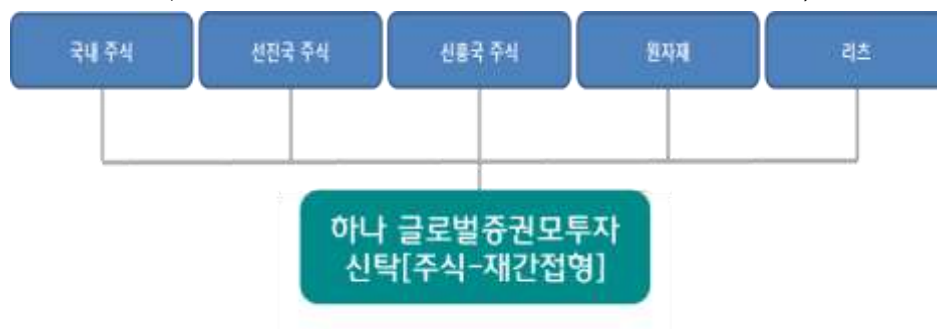 국내 주식
선진국 주식
신흥국 주식
원자재
리츠
하나 글로벌증권모투자
신탁[주식-재간접형]